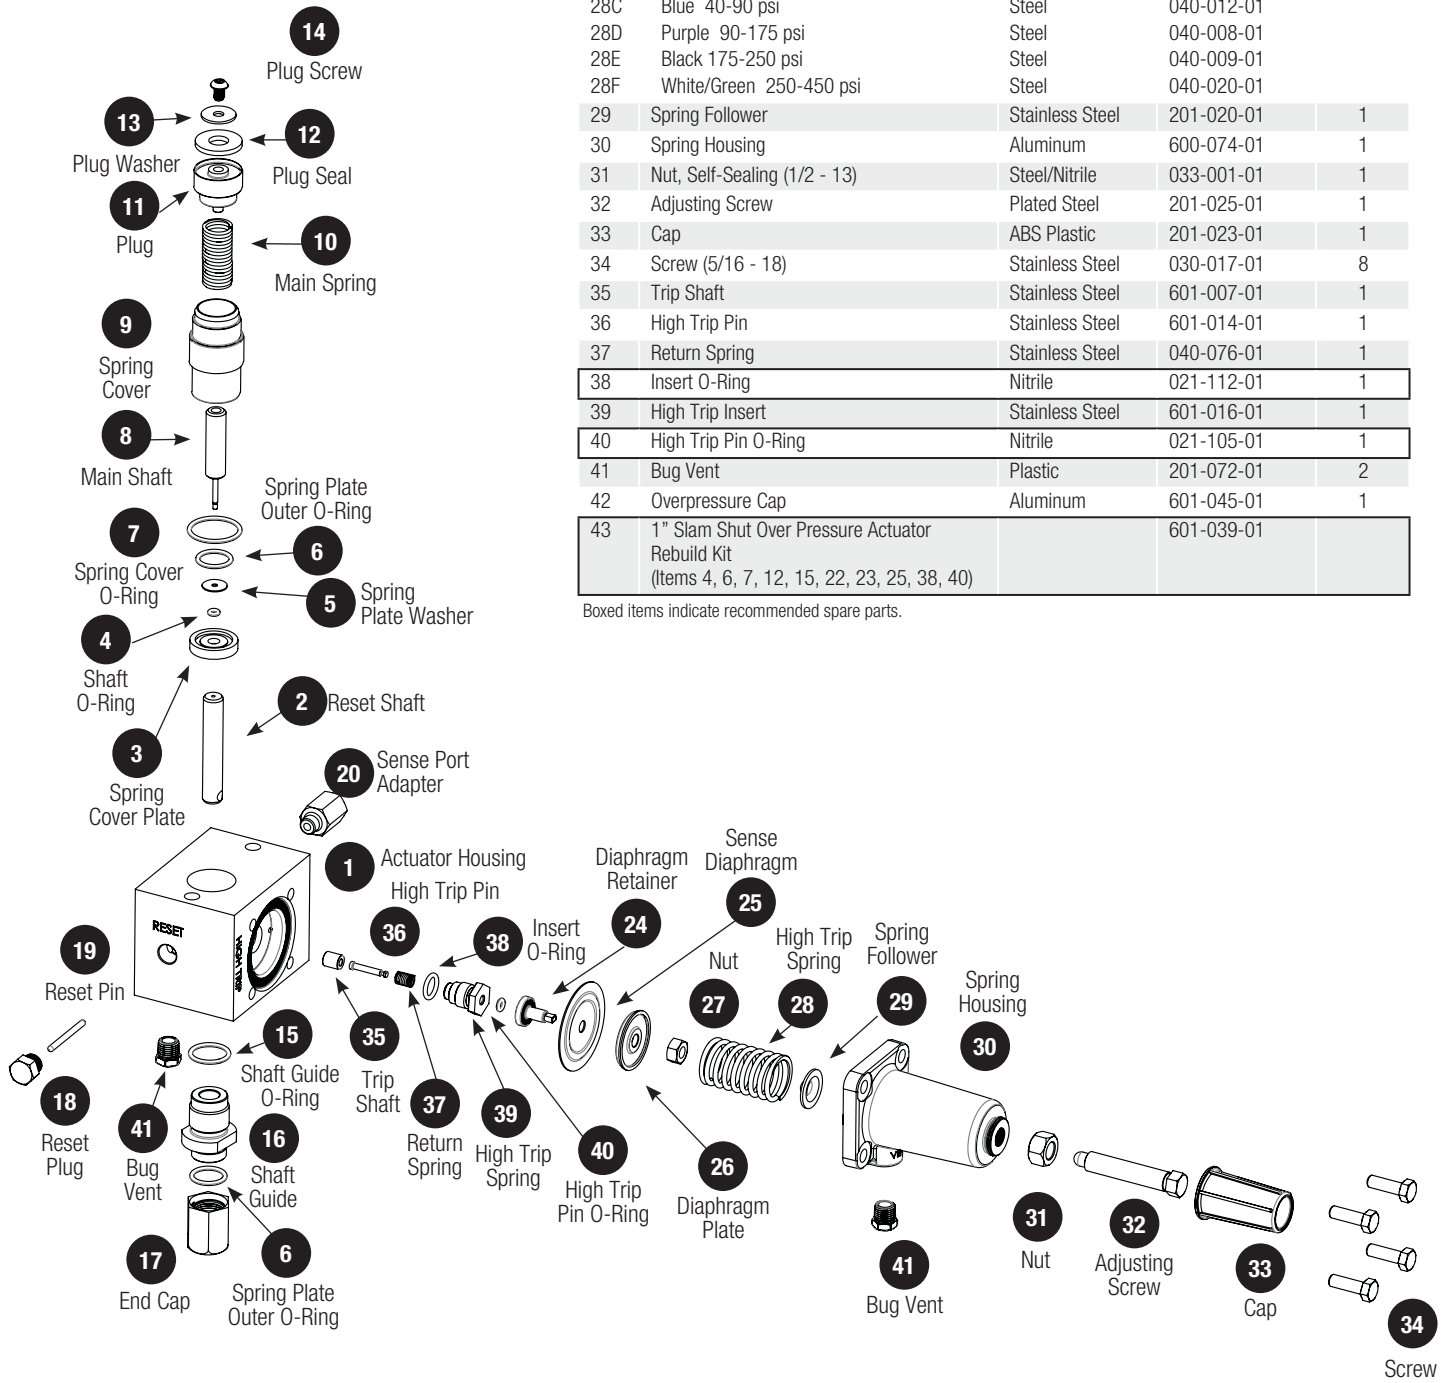 28C Blue 40-90 psi Steel 040-012-01
28D Purple 90-175 psi Steel 040-008-01
28E Black 175-250 psi Steel 040-009-01
28F White/Green 250-450 psi Steel 040-020-01
29 Spring Follower Stainless Steel 201-020-01 1
30 Spring Housing Aluminum 600-074-01 1
31 Nut, Self-Sealing (1/2 - 13) Steel/Nitrile 033-001-01 1
32 Adjusting Screw Plated Steel 201-025-01 1
33 Cap ABS Plastic 201-023-01 1
34 Screw (5/16 - 18) Stainless Steel 030-017-01 8
35 Trip Shaft Stainless Steel 601-007-01 1
36 High Trip Pin Stainless Steel 601-014-01 1
37 Return Spring Stainless Steel 040-076-01 1
38 Insert O-Ring Nitrile 021-112-01 1
39 High Trip Insert Stainless Steel 601-016-01 1
40 High Trip Pin O-Ring Nitrile 021-105-01 1
41 Bug Vent Plastic 201-072-01 2
42 Overpressure Cap Aluminum 601-045-01 1
43 1” Slam Shut Over Pressure Actuator 601-039-01
Rebuild Kit
(Items 4, 6, 7, 12, 15, 22, 23, 25, 38, 40)
Boxed items indicate recommended spare parts.
14
Plug Screw
13
Plug Washer
12
Plug Seal
11
Plug
10
Main Spring
9
Spring
Cover
8
Main Shaft
Spring Plate
Outer O-Ring
6
7
Spring Cover
O-Ring
5
Spring
Plate Washer
4
Shaft
O-Ring
2
Reset Shaft
3
Spring
Cover Plate
20
Sense Port
Adapter
1
Actuator Housing
RESET
HIGH TRIP
19
Reset Pin
18
Reset
Plug
41
Bug
Vent
15
Shaft Guide
O-Ring
16
Shaft
Guide
17
End Cap
6
Spring Plate
Outer O-Ring
High Trip Pin
36
35
Trip
Shaft
37
Return
Spring
38
Insert
O-Ring
39
High Trip
Spring
40
High Trip
Pin O-Ring
Diaphragm
Retainer
24
Sense
Diaphragm
25
26
Diaphragm
Plate
Nut
27
High Trip
Spring
28
Spring
Follower
29
Spring
Housing
30
41
Bug Vent
31
Nut
32
Adjusting
Screw
33
Cap
34
Screw